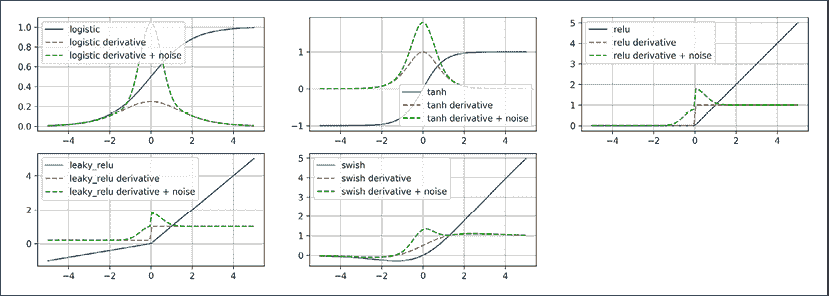 1.0
0.8
0.6
0.4
0.2
0.0
logistic
logistic derivative
logistic derivative + noise
−4 −2 0 2 4
1
0
−1
tanh
tanh derivative
tanh derivative + noise
−4 −2 0 2 4
5
4
3
2
1
0
relu
relu derivative
relu derivative + noise
−4 −2 0 2 4
4
2
0
leaky_relu
leaky_relu derivative
leaky_relu derivative + noise
−4 −2 0 2 4
5
4
3
2
1
0
swish
swish derivative
swish derivative + noise
−4 −2 0 2 4